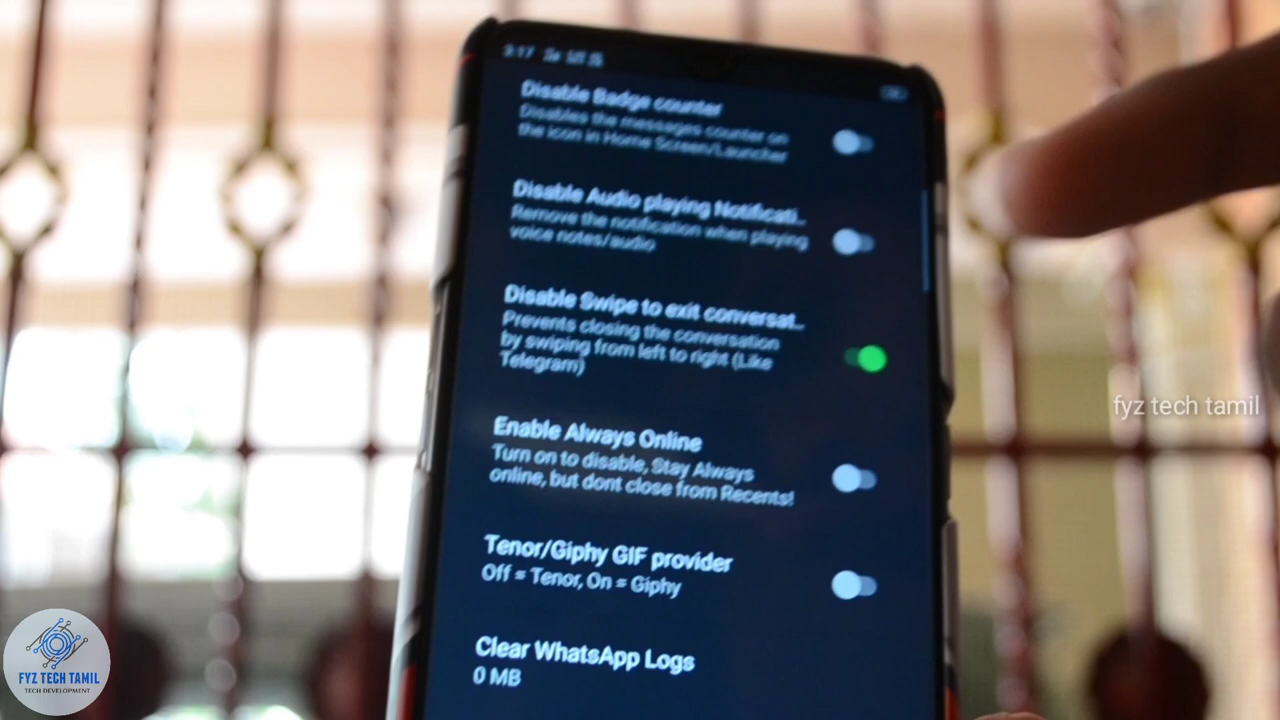 3:17
Disable Badge counter
Disables the messages counter on
the icon in Home Screen/Launcher
Disable Audio playing Notificati..
Remove the notification when playing
voice notes/audio
Disable Swipe to exit conversat..
Prevents closing the conversation
by swiping from left to right (Like
Telegram)
Enable Always Online
Turn on to disable, Stay Always
online, but dont close from Recents!
Tenor/Giphy GIF provider
Off = Tenor, On = Giphy
Clear WhatsApp Logs
0 MB
fyz tech tamil
FYZ TECH TAMIL
TECH DEVELOPMENT